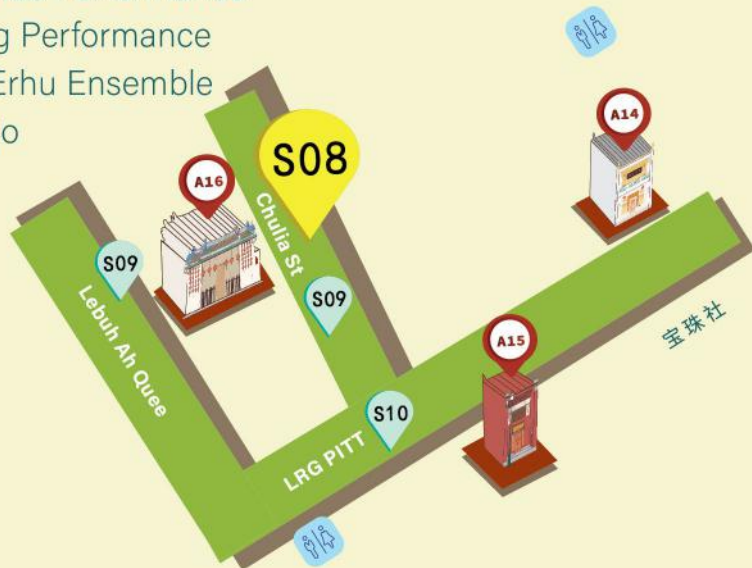 g Performance
Erhu Ensemble
o
A14
S08
A16
Chulia St
S09
S09
Lebuh Ah Quee
宝珠社
A15
S10
LRG PITT